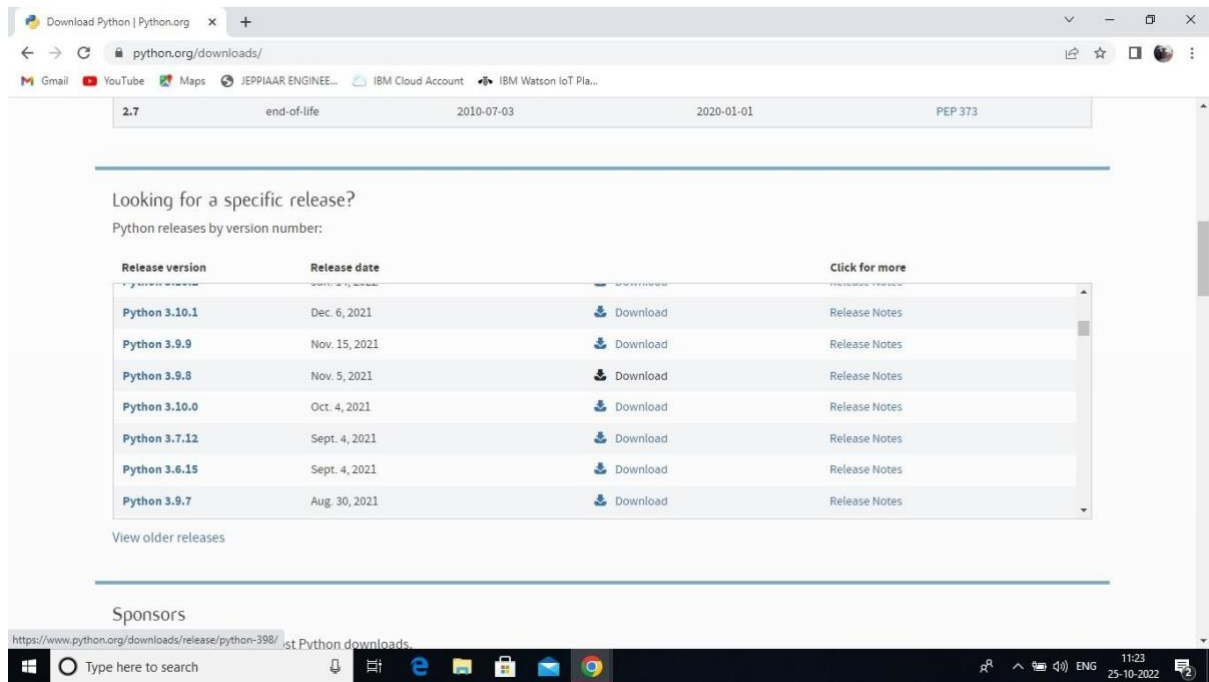 Download Python | Python.org
python.org/downloads/
Gmail YouTube Maps JEPPIAAR ENGINEE... IBM Cloud Account IBM Watson IoT Pla...
2.7 end-of-life 2010-07-03 2020-01-01 PEP 373
Looking for a specific release?
Python releases by version number:
Release version Release date Click for more
Python 3.10.1 Dec. 6, 2021 Download Release Notes
Python 3.9.9 Nov. 15, 2021 Download Release Notes
Python 3.9.8 Nov. 5, 2021 Download Release Notes
Python 3.10.0 Oct. 4, 2021 Download Release Notes
Python 3.7.12 Sept. 4, 2021 Download Release Notes
Python 3.6.15 Sept. 4, 2021 Download Release Notes
Python 3.9.7 Aug. 30, 2021 Download Release Notes
View older releases
Sponsors
https://www.python.org/downloads/release/python-398/ st Python downloads.
Type here to search ENG 11:23
25-10-2022 2